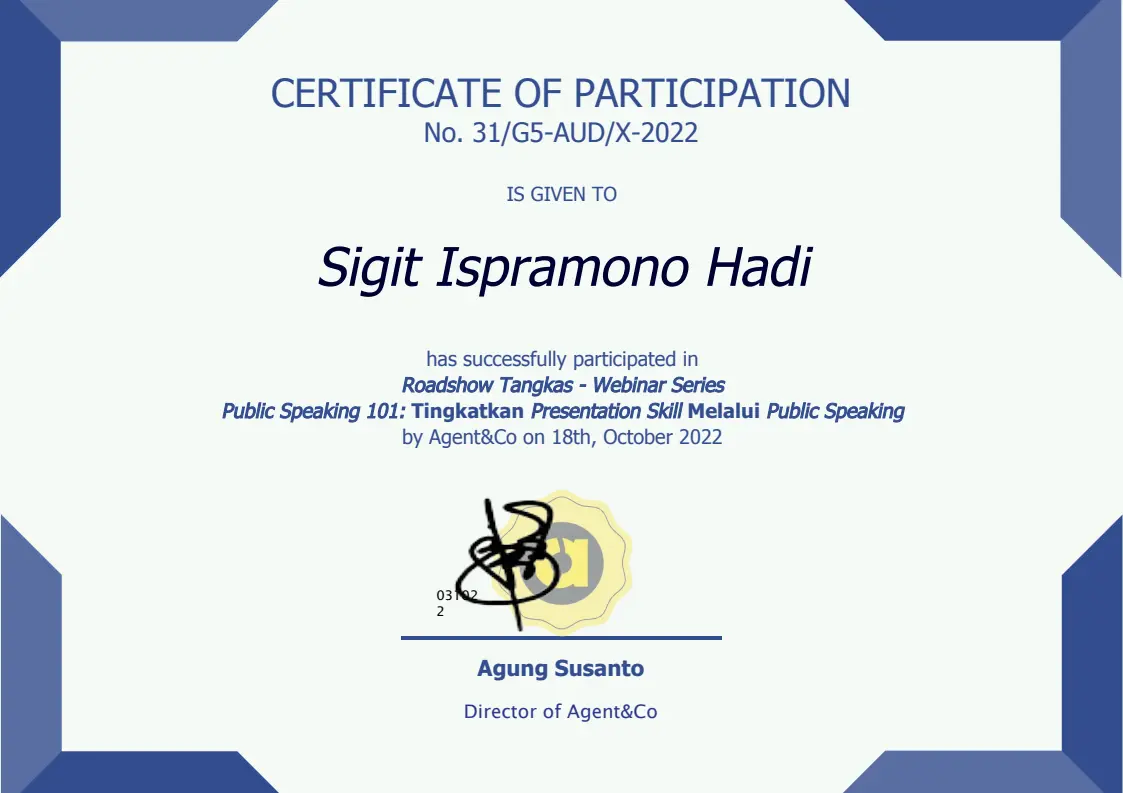 CERTIFICATE OF PARTICIPATION
No. 31/G5-AUD/X-2022
IS GIVEN TO
Sigit Ispramono Hadi
has successfully participated in
Roadshow Tangkas - Webinar Series
Public Speaking 101: Tingkatkan Presentation Skill Melalui Public Speaking
by Agent&Co on 18th, October 2022
a
03102
2
Agung Susanto
Director of Agent&Co